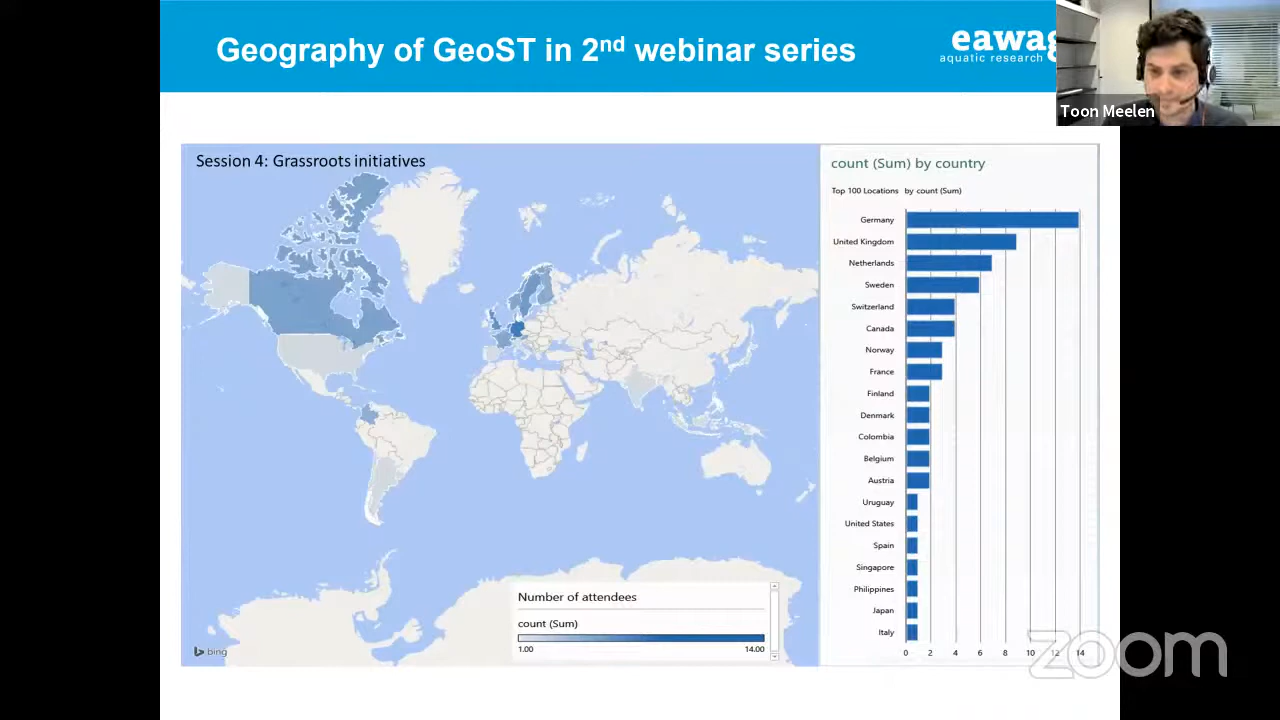 Geography of GeoST in 2nd webinar series
eawag
aquatic research
Toon Meelen
Session 4: Grassroots initiatives
count (Sum) by country
Top 100 Locations by count (Sum)
Germany
United Kingdom
Netherlands
Sweden
Switzerland
Canada
Norway
France
Finland
Denmark
Colombia
Belgium
Austria
Uruguay
United States
Spain
Singapore
Philippines
Japan
Italy
0 2 4 6 8 10 12 14
Number of attendees
count (Sum)
1.00 14.00
bing
zoom